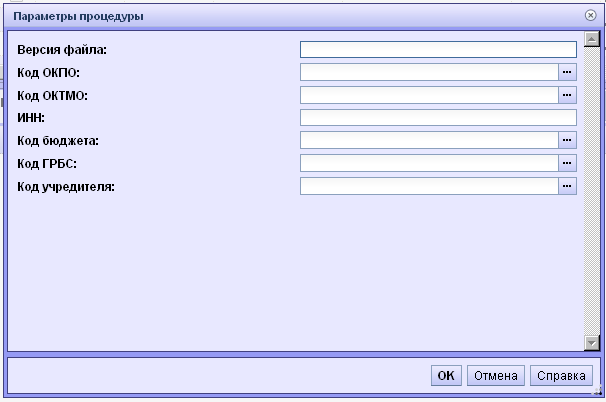 Параметры процедуры
Версия файла:
Код ОКПО:
Код ОКТМО:
ИНН:
Код бюджета:
Код ГРБС:
Код учредителя:
OK Отмена Справка